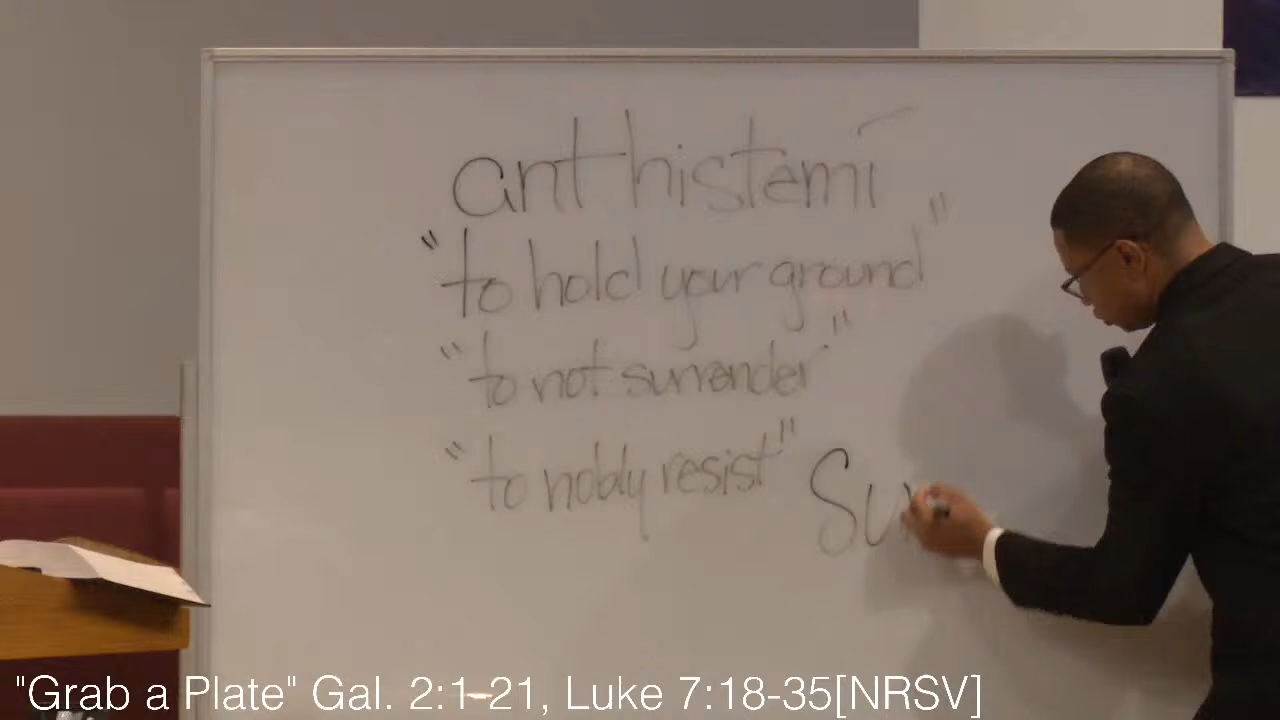 anthistemi
"to hold your ground"
"to not surrender"
"to nobly resist"
Su
"Grab a Plate" Gal. 2:1-21, Luke 7:18-35[NRSV]